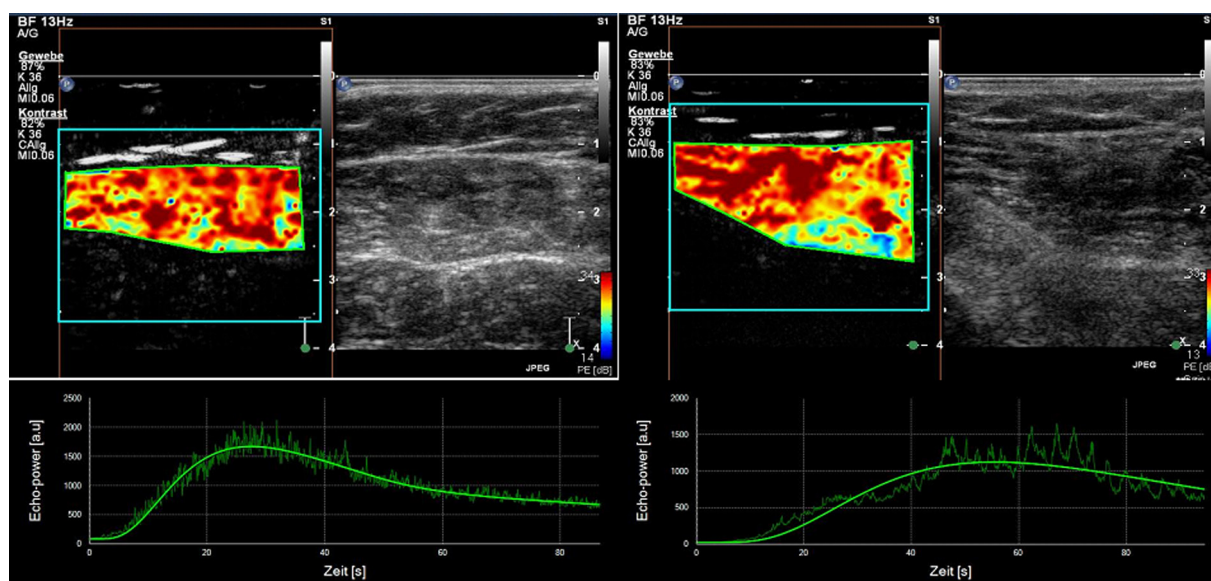 BF 13Hz
S1
A/G
Gewebe
87%
K 36
Allg
MI0.06
Kontrast
82%
K 36
CAllg
MI0.06
P
0
1
2
3
4
34
14
PE [dB]
x
JPEG
BF 13Hz
S1
A/G
Gewebe
83%
K 36
Allg
MI0.06
Kontrast
83%
K 36
CAllg
MI0.06
P
0
1
2
3
4
33
13
PE [dB
x
JPEG
Echo-power [a.u]
2500
2000
1500
1000
500
0
0 20 40 60 80
Zeit [s]
Echo-power [a.u]
2000
1500
1000
500
0
0 20 40 60 80
Zeit [s]